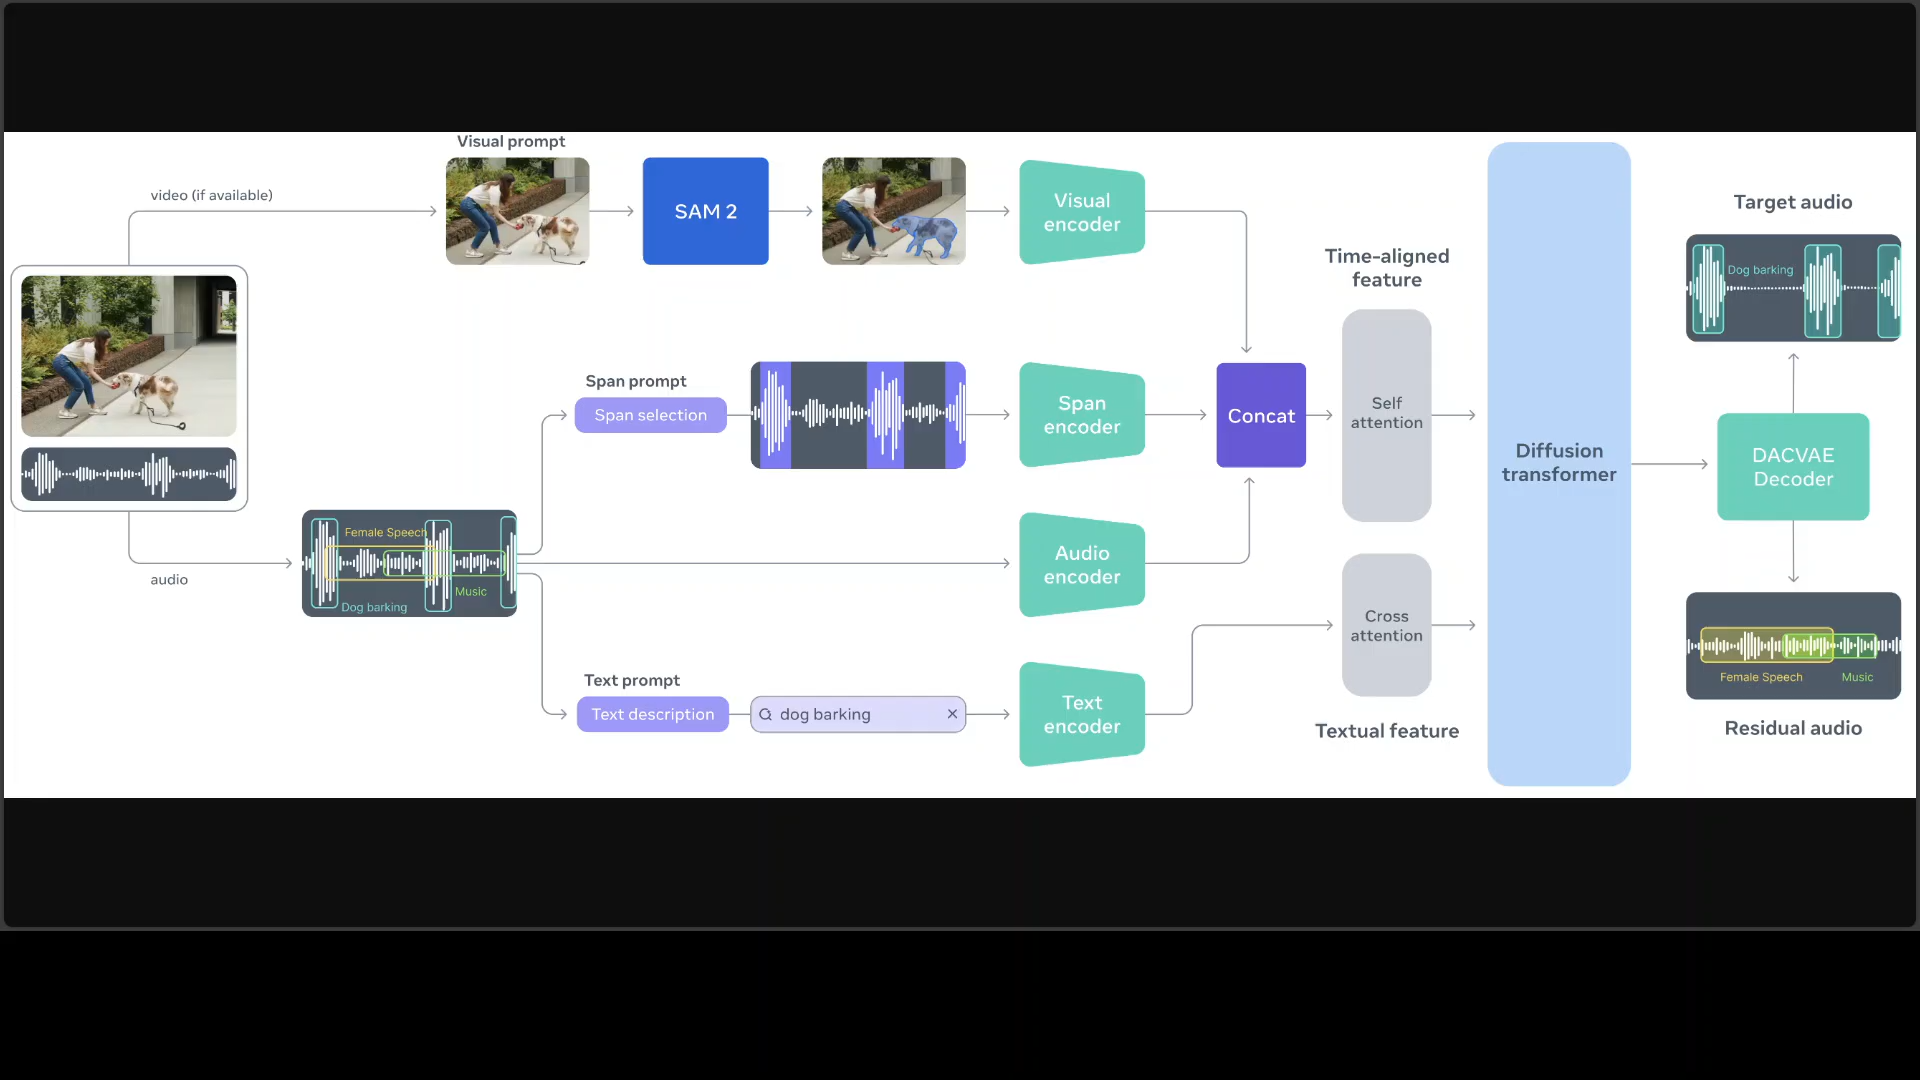 Visual prompt
video (if available)
SAM 2
Visual
encoder
Target audio
Dog barking
Time-aligned
feature
Span prompt
Span selection
Span
encoder
Concat
Self
attention
Diffusion
transformer
DACVAE
Decoder
audio
Female Speech
Music
Dog barking
Audio
encoder
Cross
attention
Text prompt
Text description
dog barking
Text
encoder
Textual feature
Female Speech
Music
Residual audio